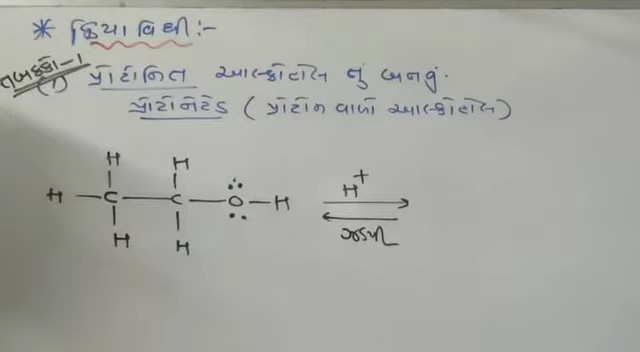 * ક્રિયા વિધી :-
તબક્કો-1
(1) પ્રોટોનિત આલ્કોહોલ નું બનવું.
પ્રોટોનેટેડ ( પ્રોટોન વાળો આલ્કોહોલ )
H H
H - C - C - O - H H+
H H ઝડપી